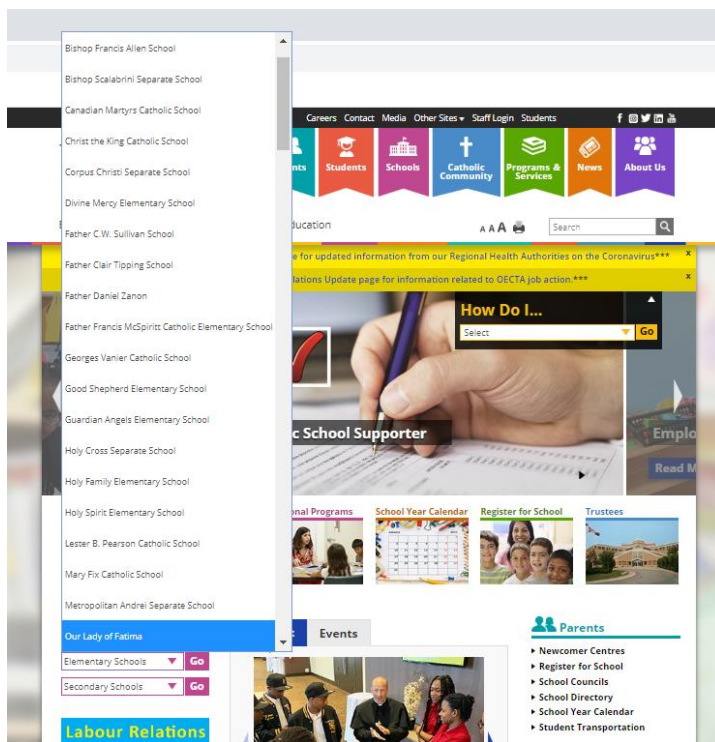 Bishop Francis Allen School
Bishop Scalabrini Separate School
Canadian Martyrs Catholic School
Christ the King Catholic School
Corpus Christi Separate School
Divine Mercy Elementary School
Father C.W. Sullivan School
Father Clair Tipping School
Father Daniel Zanon
Father Francis McSpiritt Catholic Elementary School
Georges Vanier Catholic School
Good Shepherd Elementary School
Guardian Angels Elementary School
Holy Cross Separate School
Holy Family Elementary School
Holy Spirit Elementary School
Lester B. Pearson Catholic School
Mary Fix Catholic School
Metropolitan Andrei Separate School
Our Lady of Fatima
Elementary Schools Go
Secondary Schools Go
Labour Relations
Careers Contact Media Other Sites Staff Login Students
nts
Students
Schools
Catholic
Community
Programs &
Services
News
About Us
ducation
A A A
Search
e for updated information from our Regional Health Authorities on the Coronavirus*** x
lations Update page for information related to OECTA job action.*** x
How Do I...
Select Go
ic School Supporter
Emplo
Read M
onal Programs
School Year Calendar
Register for School
Trustees
Events
Parents
Newcomer Centres
Register for School
School Councils
School Directory
School Year Calendar
Student Transportation